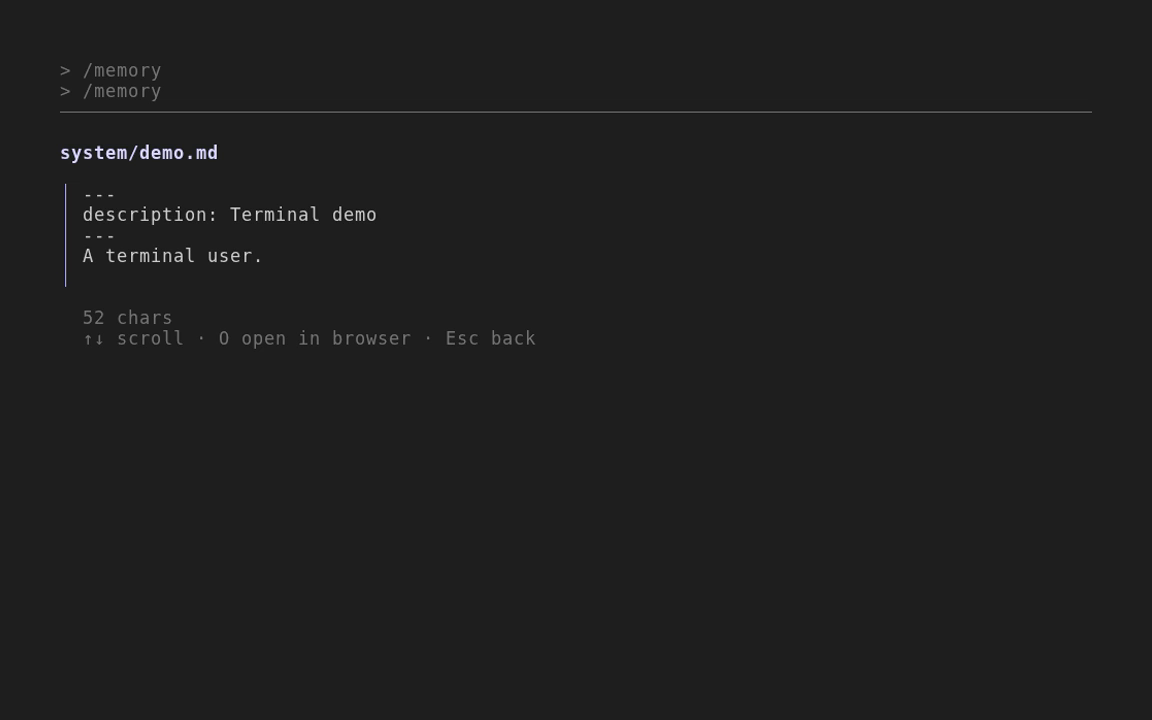 > /memory
> /memory
system/demo.md
---
description: Terminal demo
---
A terminal user.
52 chars
↑↓ scroll · O open in browser · Esc back